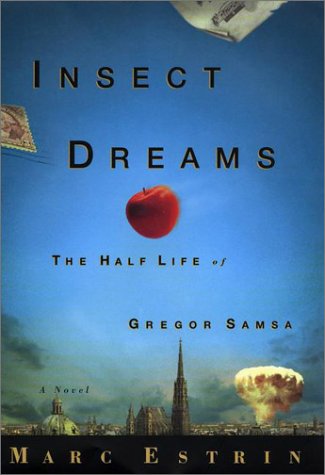 INSECT
DREAMS
THE HALF LIFE of
GREGOR SAMSA
A Novel
MARC ESTRIN